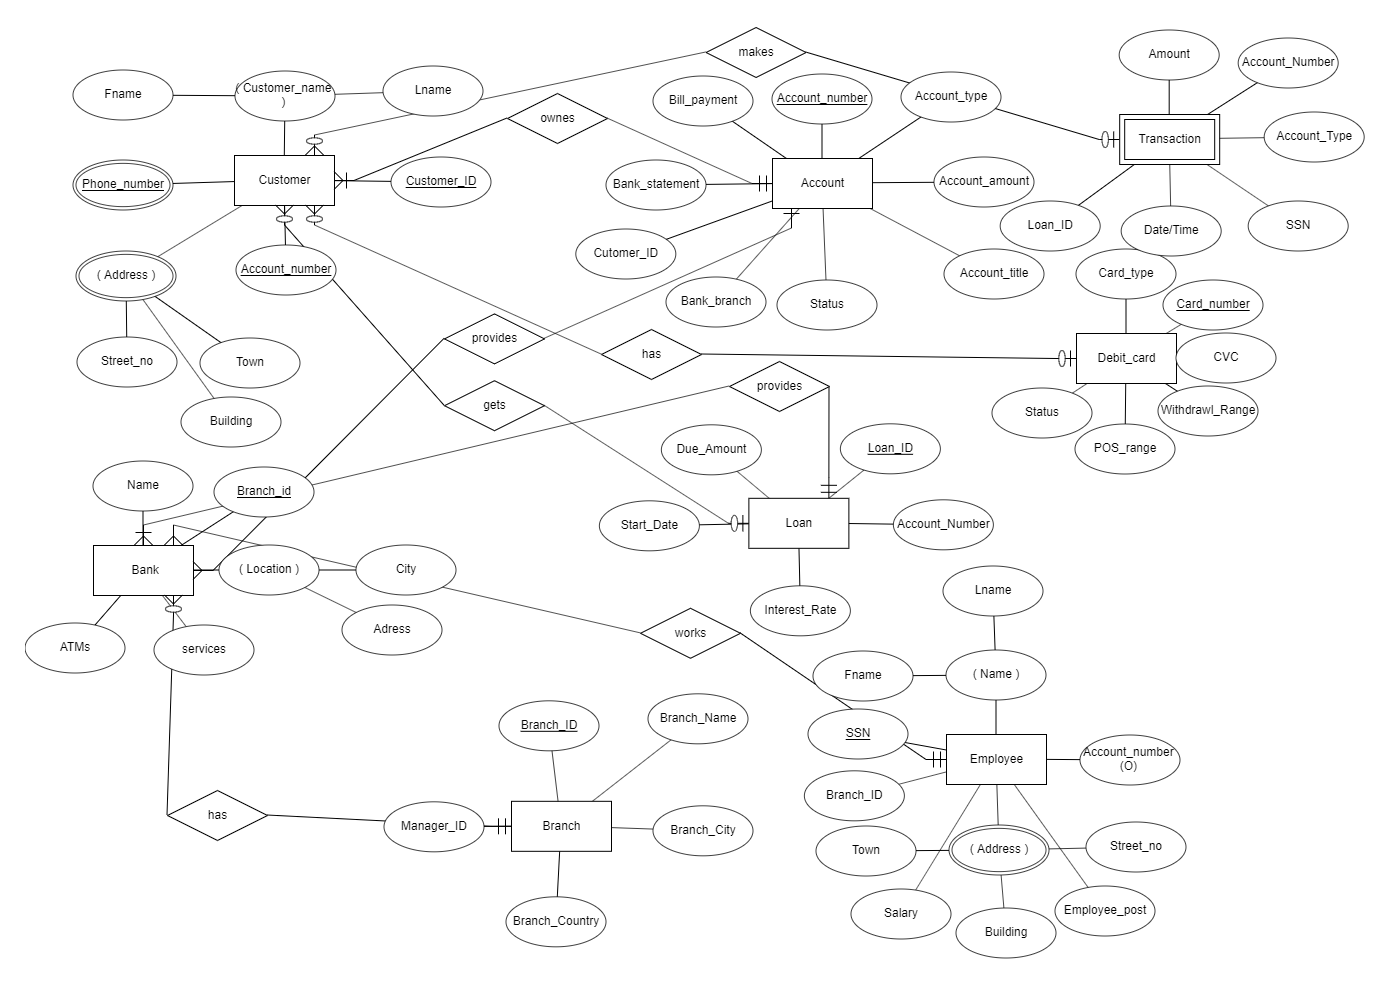 makes
Amount
Account_Number
Fname
( Customer_name
)
Lname
Bill_payment
Account_number
Account_type
ownes
Transaction
Account_Type
Customer
Customer_ID
Phone_number
Bank_statement
Account
Account_amount
Loan_ID
Date/Time
SSN
Cutomer_ID
( Address )
Account_number
Bank_branch
Status
Account_title
Card_type
Card_number
Street_no
Town
provides
has
Debit_card
CVC
Building
gets
provides
Status
Withdrawl_Range
POS_range
Due_Amount
Loan_ID
Name
Branch_id
Start_Date
Loan
Account_Number
Bank
( Location )
City
Interest_Rate
Lname
ATMs
services
Adress
works
Fname
( Name )
Branch_ID
Branch_Name
SSN
Employee
Account_number
(O)
Branch_ID
has
Manager_ID
Branch
Branch_City
Town
( Address )
Street_no
Branch_Country
Salary
Building
Employee_post